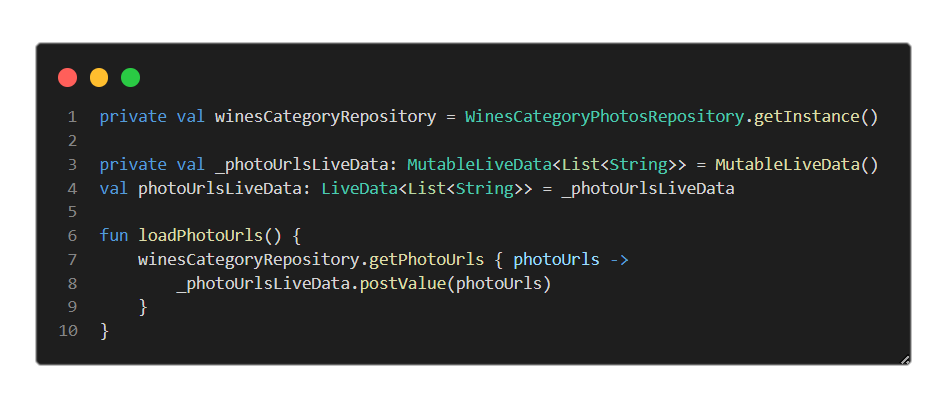 1 private val winesCategoryRepository = WinesCategoryPhotosRepository.getInstance()
2
3 private val _photoUrlsLiveData: MutableLiveData<List<String>> = MutableLiveData()
4 val photoUrlsLiveData: LiveData<List<String>> = _photoUrlsLiveData
5
6 fun loadPhotoUrls() {
7     winesCategoryRepository.getPhotoUrls { photoUrls ->
8         _photoUrlsLiveData.postValue(photoUrls)
9     }
10 }